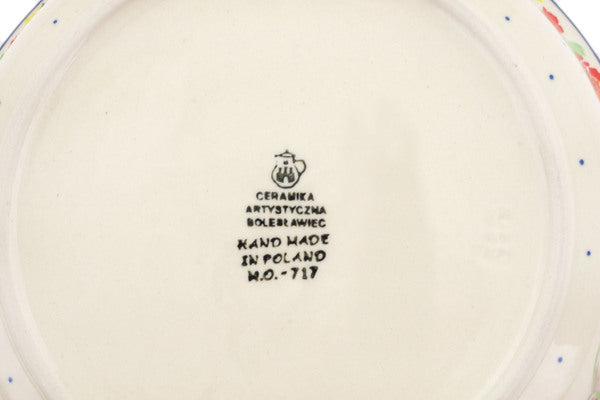 CERAMIKA
ARTYSTYCZNA
BOLESŁAWIEC
HAND MADE
IN POLAND
W.O.-717